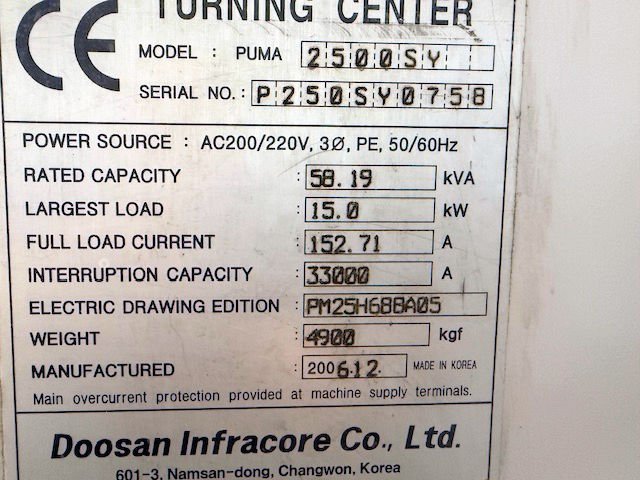 CE
TURNING CENTER
MODEL : PUMA 2500SY
SERIAL NO. : P250SY0758
POWER SOURCE : AC200/220V, 3Ø, PE, 50/60Hz
RATED CAPACITY : 58.19 kVA
LARGEST LOAD : 15.0 kW
FULL LOAD CURRENT : 152.71 A
INTERRUPTION CAPACITY : 33000 A
ELECTRIC DRAWING EDITION : PM25H68BA05
WEIGHT : 4900 kgf
MANUFACTURED : 2006.12. MADE IN KOREA
Main overcurrent protection provided at machine supply terminals.
Doosan Infracore Co., Ltd.
601-3, Namsan-dong, Changwon, Korea